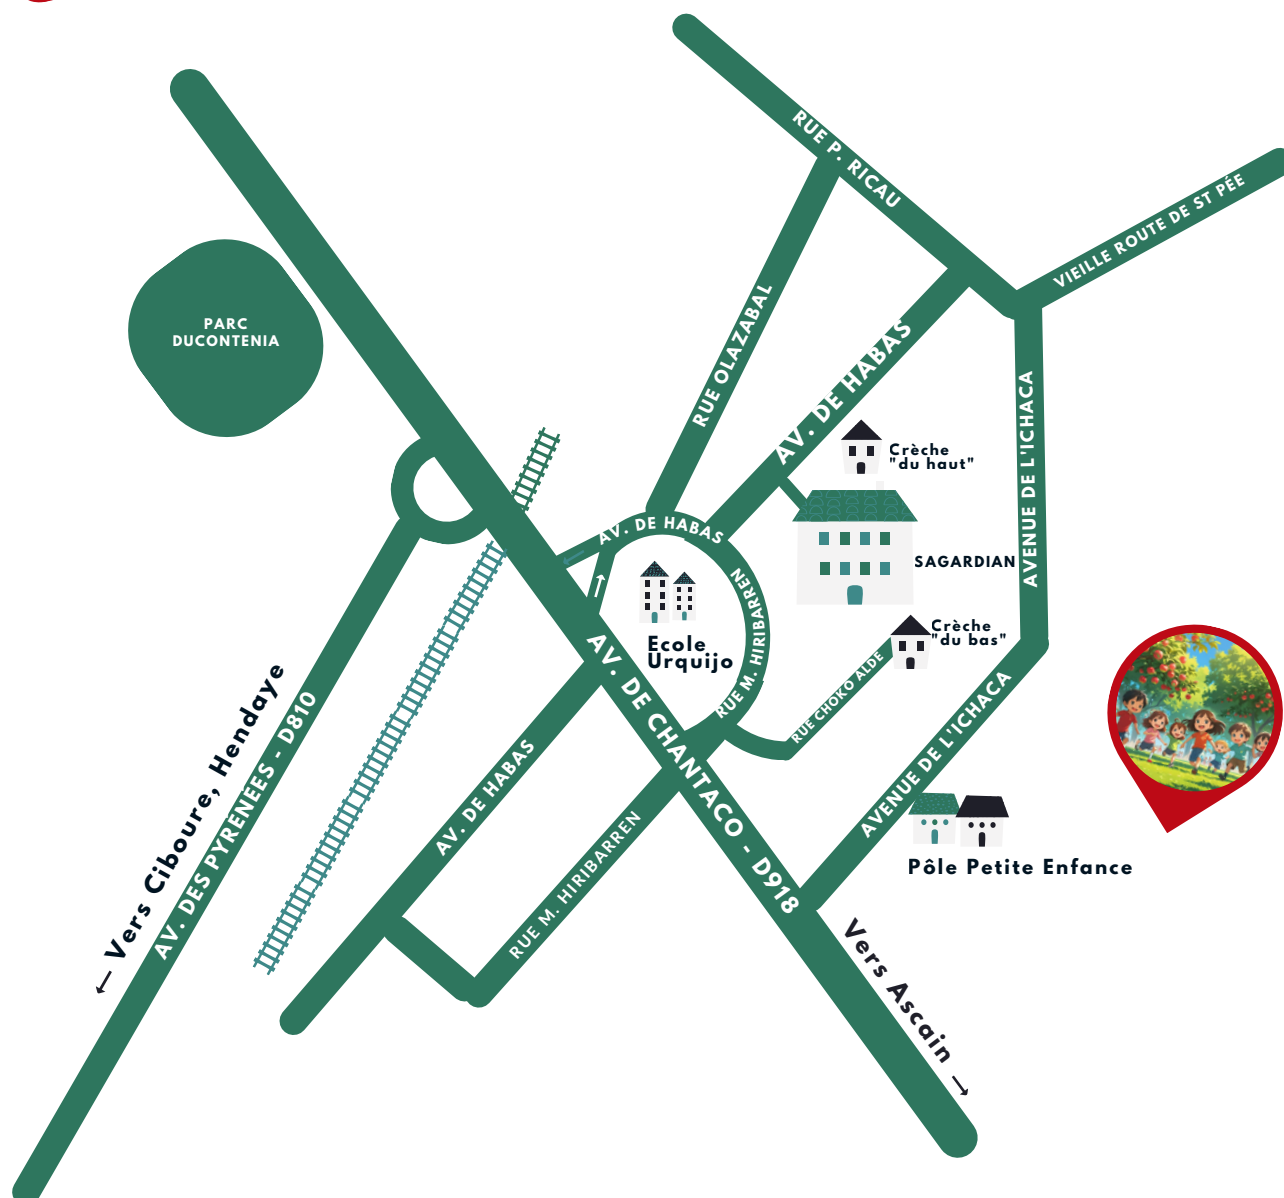 RUE P. RICAU
VIEILLE ROUTE DE ST PÉE
PARC
DUCONTENIA
RUE OLAZABAL
AV. DE HABAS
AVENUE DE L'ICHACA
Crèche
"du haut"
AV. DE HABAS
SAGARDIAN
RUE M. HIRIBARREN
Ecole
Urquijo
Crèche
"du bas"
RUE CHOKO ALDE
AV. DE CHANTACO - D918
← Vers Ciboure, Hendaye
AV. DES PYRENEES - D810
AV. DE HABAS
RUE M. HIRIBARREN
AVENUE DE L'ICHACA
Pôle Petite Enfance
Vers Ascain →